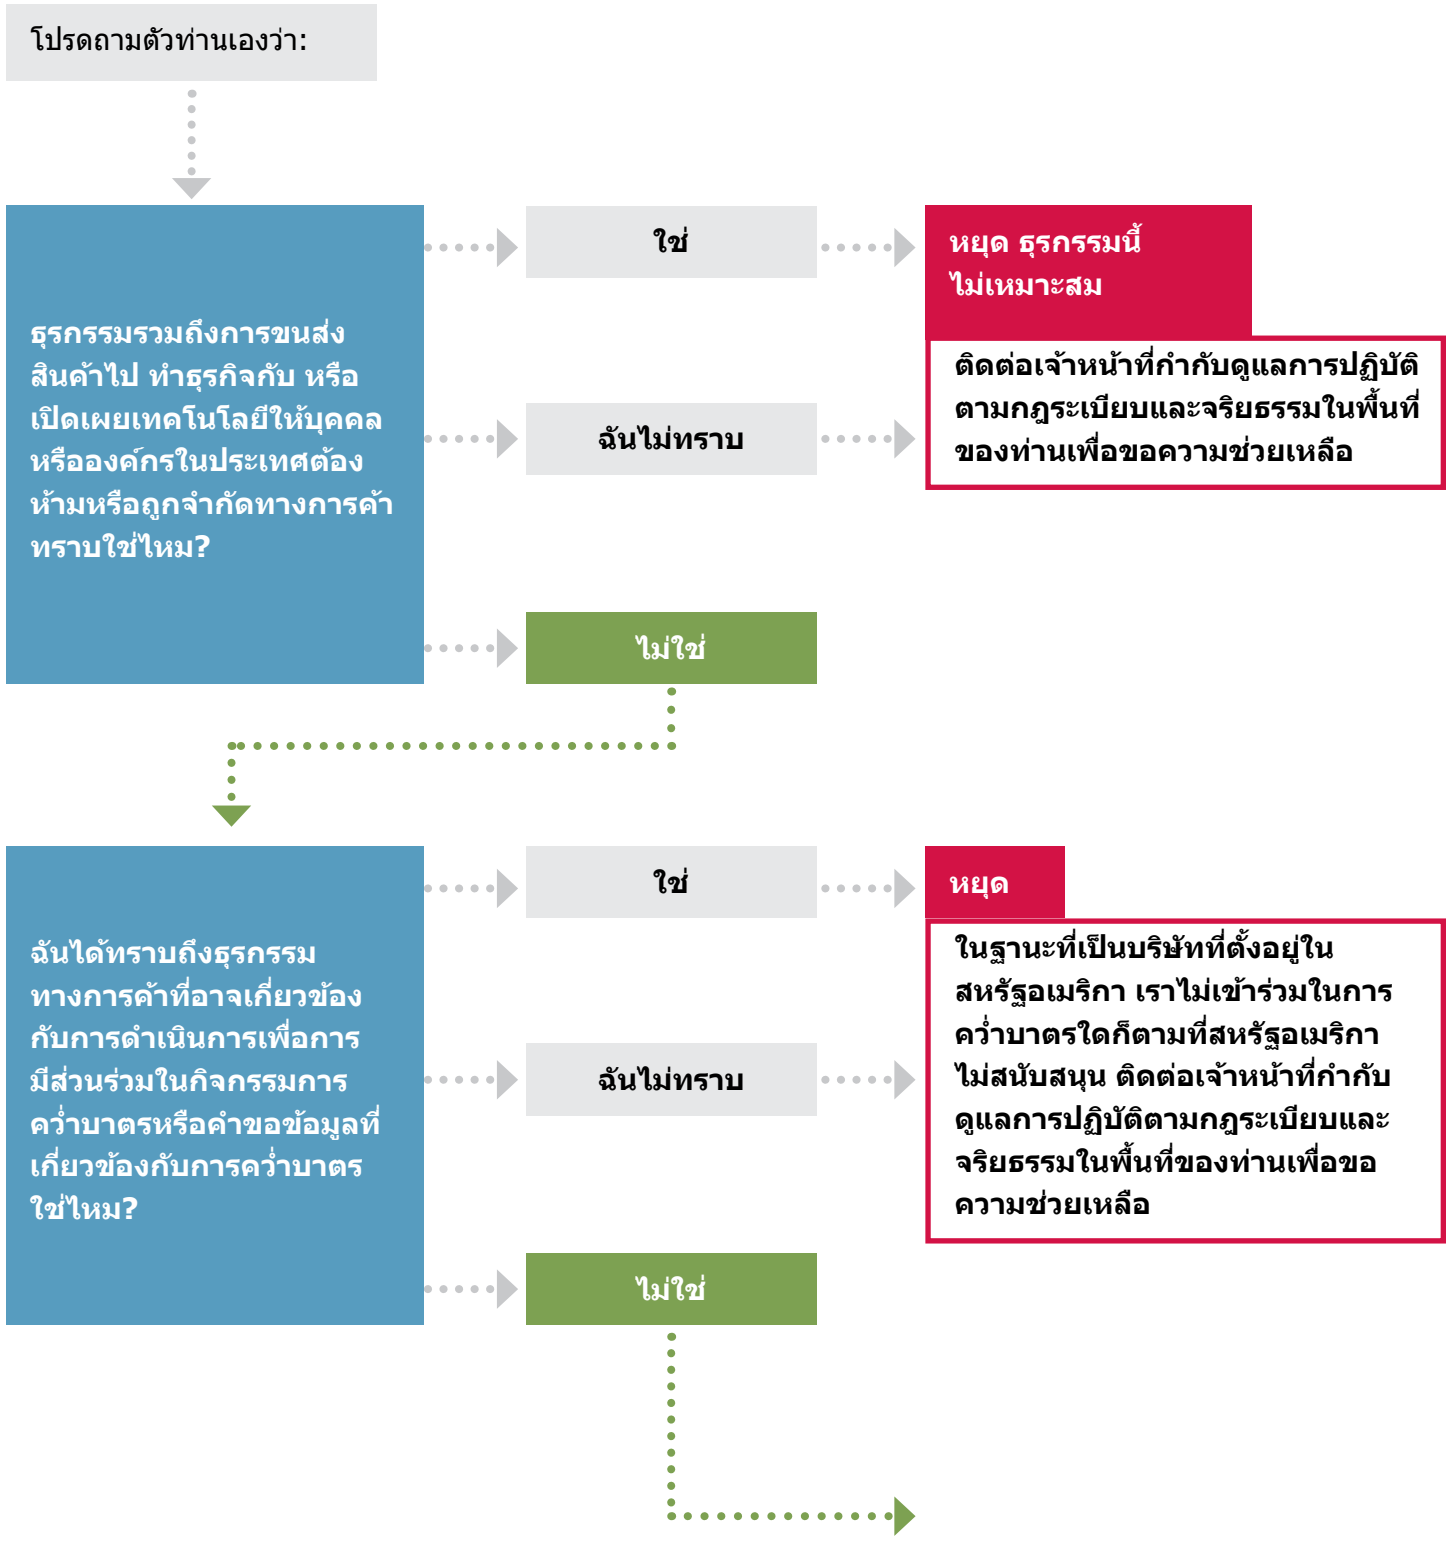 โปรดถามตัวท่านเองว่า:
ธุรกรรมรวมถึงการขนส่ง
สินค้าไป ทำธุรกิจกับ หรือ
เปิดเผยเทคโนโลยีให้บุคคล
หรือองค์กรในประเทศต้อง
ห้ามหรือถูกจำกัดทางการค้า
ทราบใช่ไหม?
ใช่
หยุด ธุรกรรมนี้
ไม่เหมาะสม
ฉันไม่ทราบ
ติดต่อเจ้าหน้าที่กำกับดูแลการปฏิบัติ
ตามกฎระเบียบและจริยธรรมในพื้นที่
ของท่านเพื่อขอความช่วยเหลือ
ไม่ใช่
ฉันได้ทราบถึงธุรกรรม
ทางการค้าที่อาจเกี่ยวข้อง
กับการดำเนินการเพื่อการ
มีส่วนร่วมในกิจกรรมการ
คว่ำบาตรหรือคำขอข้อมูลที่
เกี่ยวข้องกับการคว่ำบาตร
ใช่ไหม?
ใช่
หยุด
ฉันไม่ทราบ
ในฐานะที่เป็นบริษัทที่ตั้งอยู่ใน
สหรัฐอเมริกา เราไม่เข้าร่วมในการ
คว่ำบาตรใดก็ตามที่สหรัฐอเมริกา
ไม่สนับสนุน ติดต่อเจ้าหน้าที่กำกับ
ดูแลการปฏิบัติตามกฎระเบียบและ
จริยธรรมในพื้นที่ของท่านเพื่อขอ
ความช่วยเหลือ
ไม่ใช่